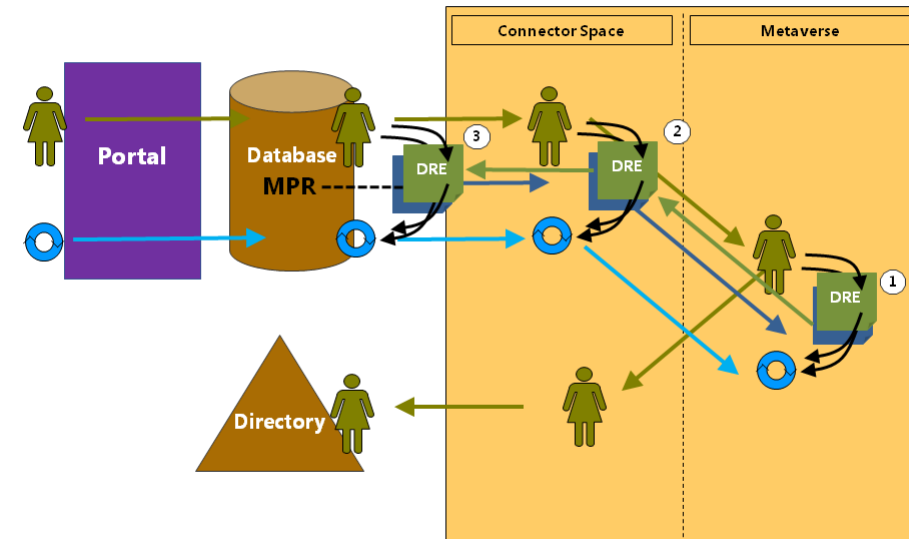 Connector Space
Metaverse
3
2
Portal
Database
DRE
DRE
MPR
1
DRE
Directory